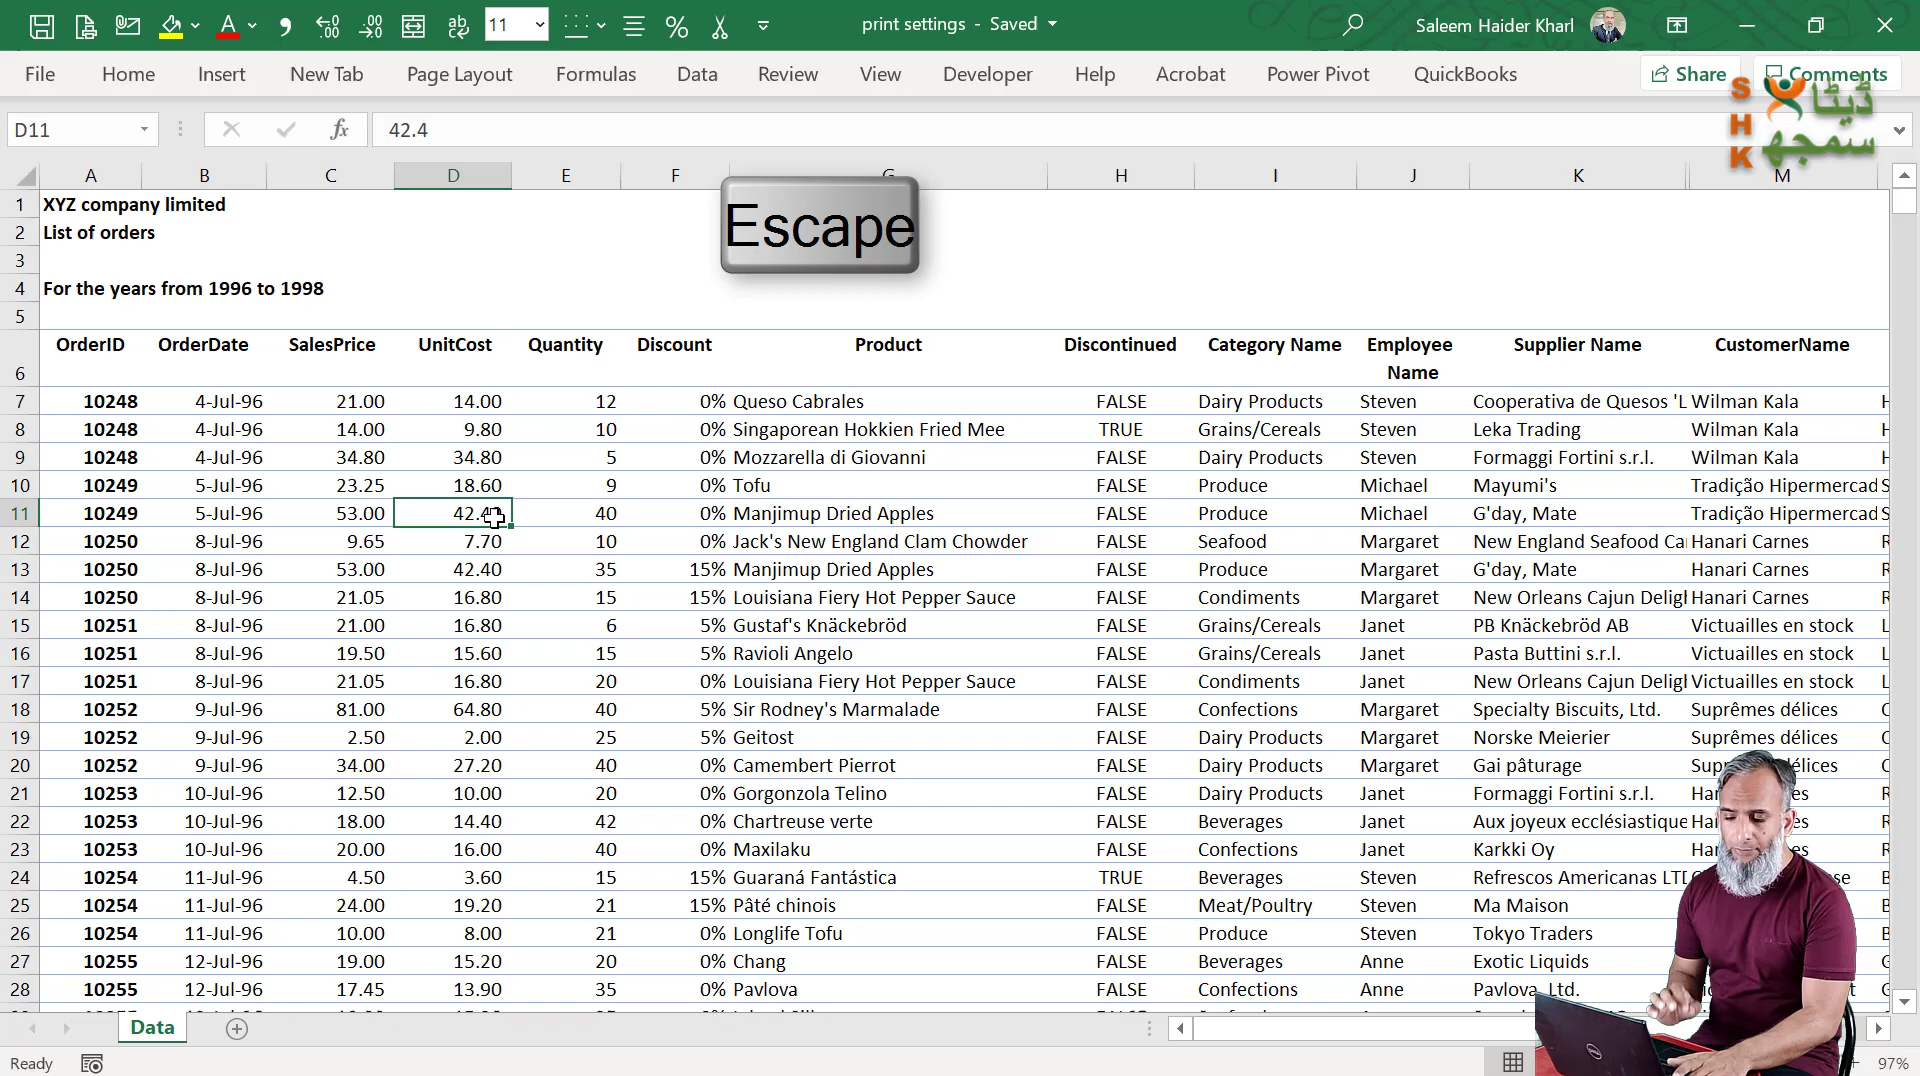 11
print settings - Saved
Saleem Haider Kharl
File Home Insert New Tab Page Layout Formulas Data Review View Developer Help Acrobat Power Pivot QuickBooks Share Comments
S H K ڈیٹا سمجھ
D11 fx 42.4
A B C D E F G H I J K M
1 XYZ company limited
2 List of orders
Escape
3
4 For the years from 1996 to 1998
5
6 OrderID OrderDate SalesPrice UnitCost Quantity Discount Product Discontinued Category Name Employee Name Supplier Name CustomerName
7 10248 4-Jul-96 21.00 14.00 12 0% Queso Cabrales FALSE Dairy Products Steven Cooperativa de Quesos 'L Wilman Kala
8 10248 4-Jul-96 14.00 9.80 10 0% Singaporean Hokkien Fried Mee TRUE Grains/Cereals Steven Leka Trading Wilman Kala
9 10248 4-Jul-96 34.80 34.80 5 0% Mozzarella di Giovanni FALSE Dairy Products Steven Formaggi Fortini s.r.l. Wilman Kala
10 10249 5-Jul-96 23.25 18.60 9 0% Tofu FALSE Produce Michael Mayumi's Tradição Hipermercad S
11 10249 5-Jul-96 53.00 42.4 40 0% Manjimup Dried Apples FALSE Produce Michael G'day, Mate Tradição Hipermercad S
12 10250 8-Jul-96 9.65 7.70 10 0% Jack's New England Clam Chowder FALSE Seafood Margaret New England Seafood Ca Hanari Carnes R
13 10250 8-Jul-96 53.00 42.40 35 15% Manjimup Dried Apples FALSE Produce Margaret G'day, Mate Hanari Carnes R
14 10250 8-Jul-96 21.05 16.80 15 15% Louisiana Fiery Hot Pepper Sauce FALSE Condiments Margaret New Orleans Cajun Deligh Hanari Carnes R
15 10251 8-Jul-96 21.00 16.80 6 5% Gustaf's Knäckebröd FALSE Grains/Cereals Janet PB Knäckebröd AB Victuailles en stock L
16 10251 8-Jul-96 19.50 15.60 15 5% Ravioli Angelo FALSE Grains/Cereals Janet Pasta Buttini s.r.l. Victuailles en stock L
17 10251 8-Jul-96 21.05 16.80 20 0% Louisiana Fiery Hot Pepper Sauce FALSE Condiments Janet New Orleans Cajun Deligh Victuailles en stock L
18 10252 9-Jul-96 81.00 64.80 40 5% Sir Rodney's Marmalade FALSE Confections Margaret Specialty Biscuits, Ltd. Suprêmes délices
19 10252 9-Jul-96 2.50 2.00 25 5% Geitost FALSE Dairy Products Margaret Norske Meierier Suprêmes délices
20 10252 9-Jul-96 34.00 27.20 40 0% Camembert Pierrot FALSE Dairy Products Margaret Gai pâturage
21 10253 10-Jul-96 12.50 10.00 20 0% Gorgonzola Telino FALSE Dairy Products Janet Formaggi Fortini s.r.l.
22 10253 10-Jul-96 18.00 14.40 42 0% Chartreuse verte FALSE Beverages Janet Aux joyeux ecclésiastique
23 10253 10-Jul-96 20.00 16.00 40 0% Maxilaku FALSE Confections Janet Karkki Oy
24 10254 11-Jul-96 4.50 3.60 15 15% Guaraná Fantástica TRUE Beverages Steven Refrescos Americanas LTD
25 10254 11-Jul-96 24.00 19.20 21 15% Pâté chinois FALSE Meat/Poultry Steven Ma Maison
26 10254 11-Jul-96 10.00 8.00 21 0% Longlife Tofu FALSE Produce Steven Tokyo Traders
27 10255 12-Jul-96 19.00 15.20 20 0% Chang FALSE Beverages Anne Exotic Liquids
28 10255 12-Jul-96 17.45 13.90 35 0% Pavlova FALSE Confections Anne Pavlova, Ltd.
Data
Ready 97%